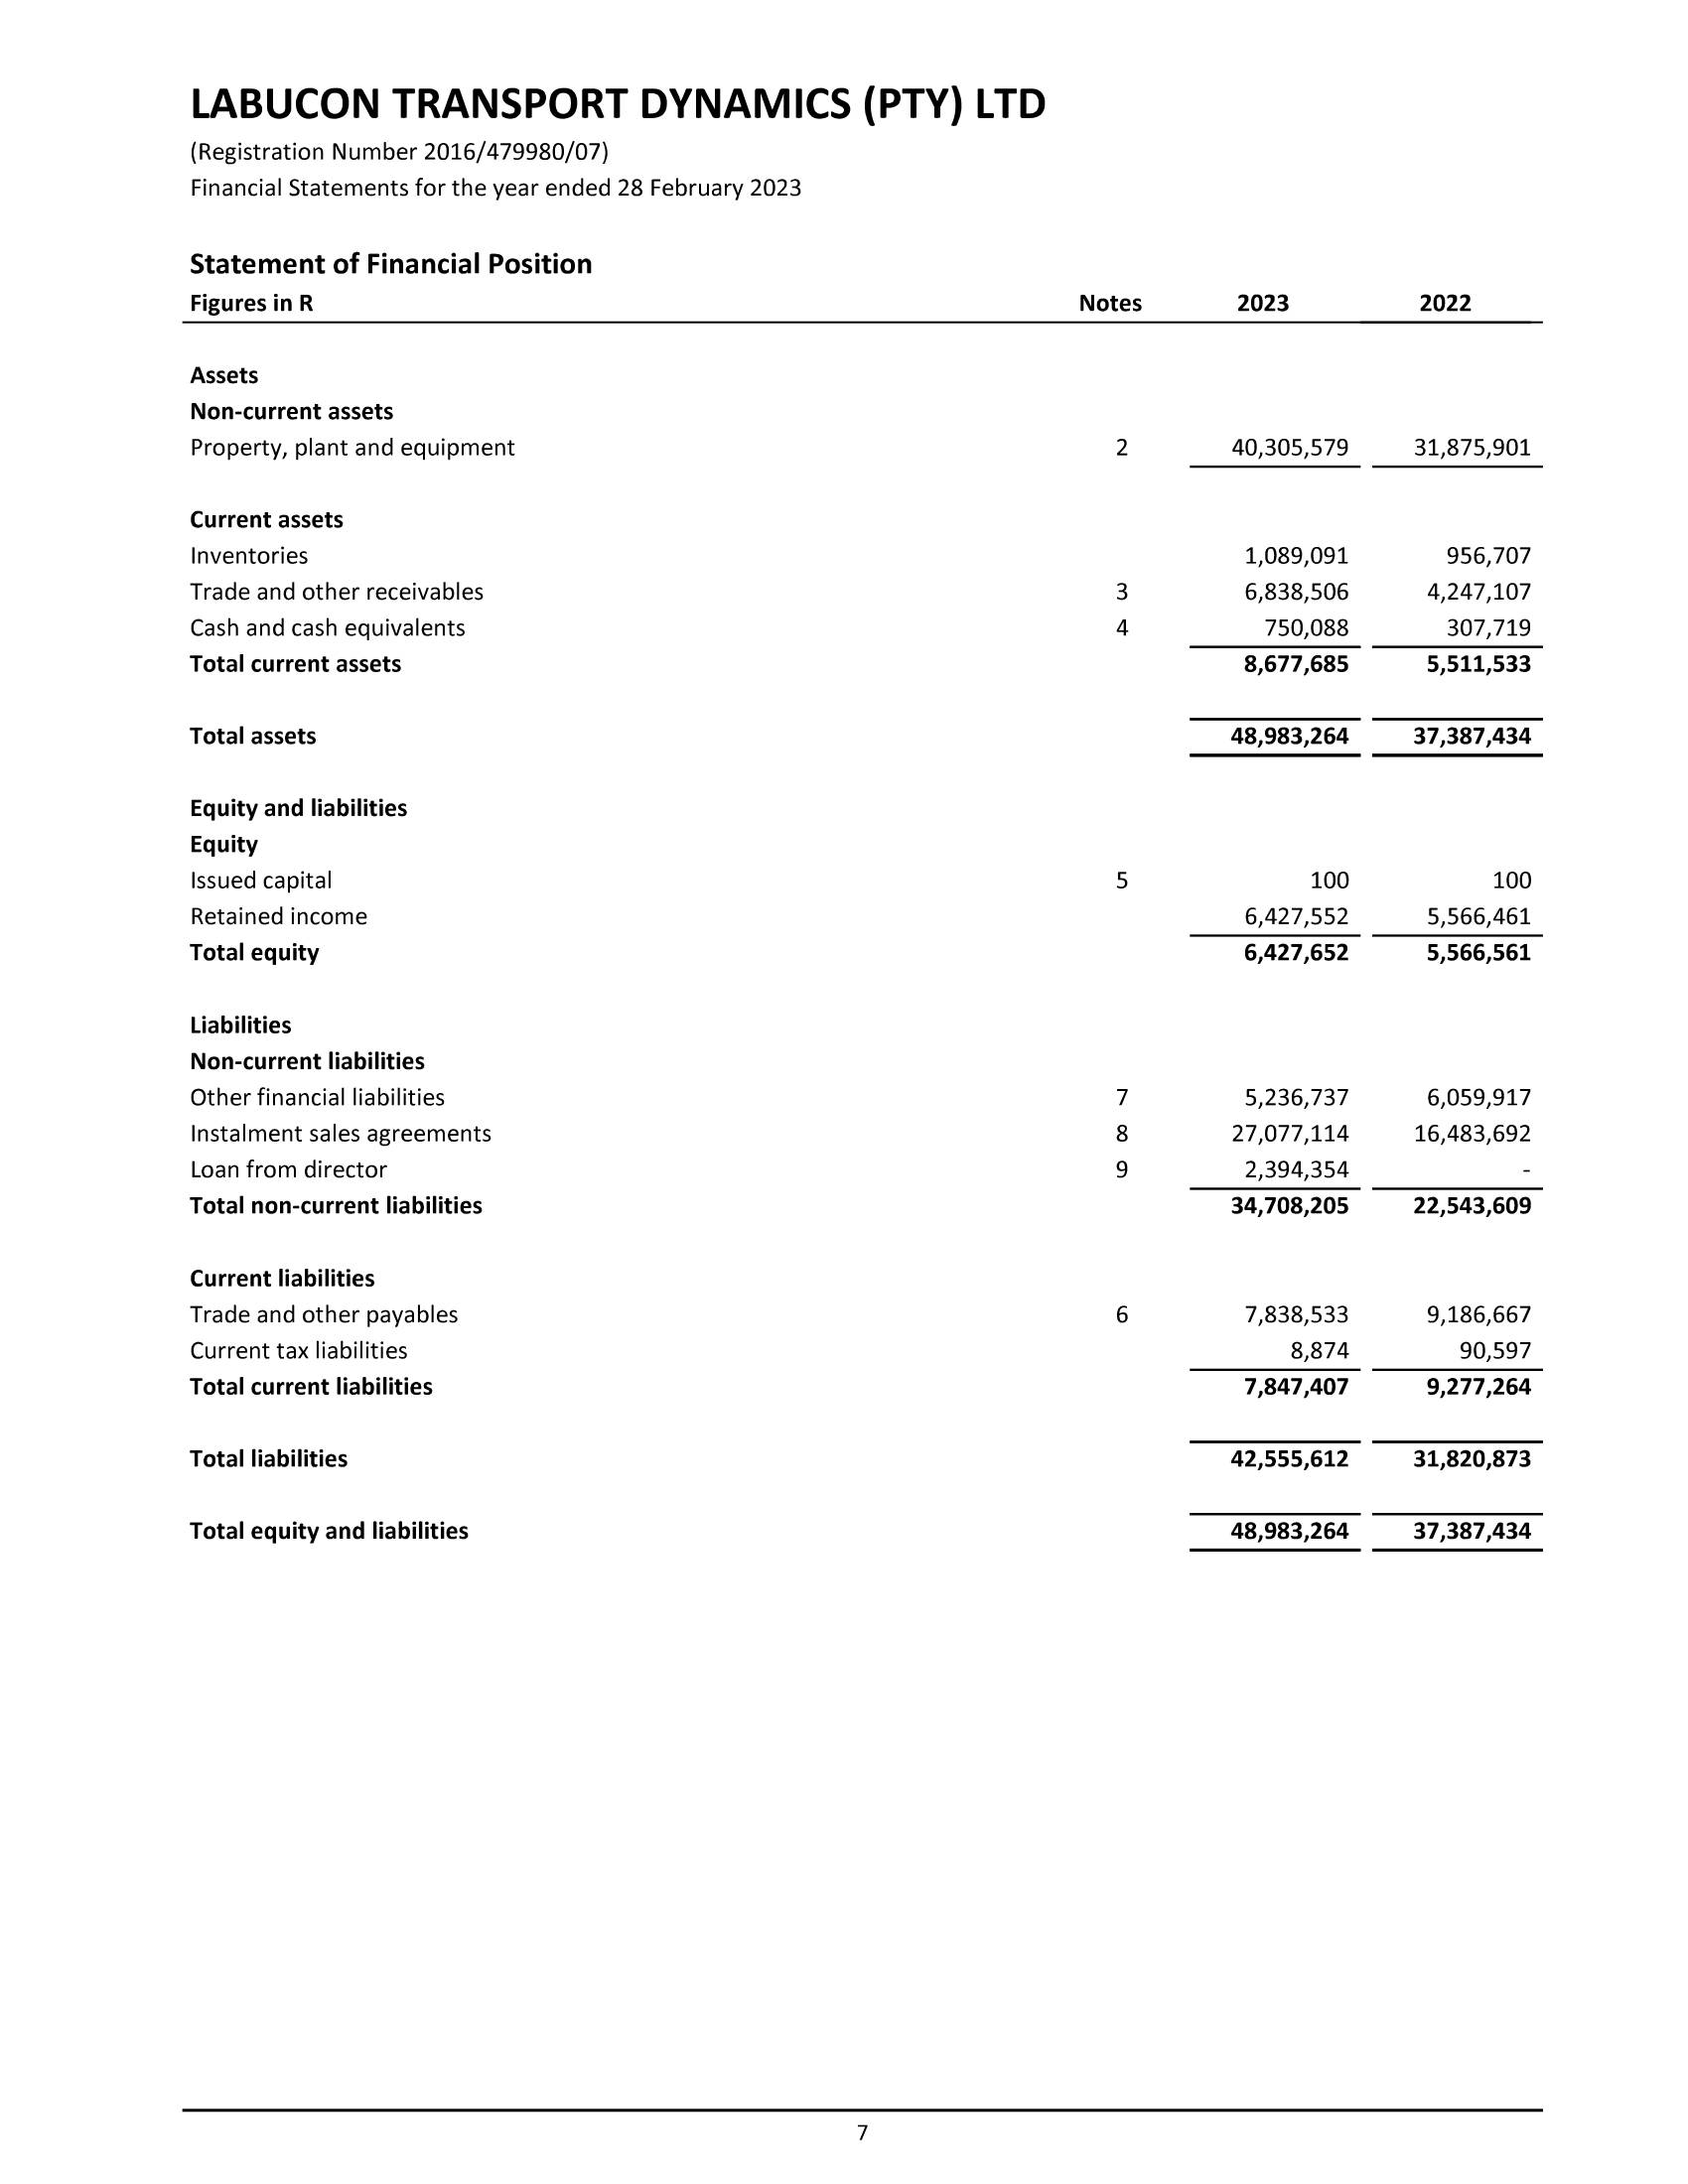 LABUCON TRANSPORT DYNAMICS (PTY) LTD
(Registration Number 2016/479980/07)
Financial Statements for the year ended 28 February 2023
Statement of Financial Position
Figures in R Notes 2023 2022
Assets
Non-current assets
Property, plant and equipment 2 40,305,579 31,875,901
Current assets
Inventories 1,089,091 956,707
Trade and other receivables 3 6,838,506 4,247,107
Cash and cash equivalents 4 750,088 307,719
Total current assets 8,677,685 5,511,533
Total assets 48,983,264 37,387,434
Equity and liabilities
Equity
Issued capital 5 100 100
Retained income 6,427,552 5,566,461
Total equity 6,427,652 5,566,561
Liabilities
Non-current liabilities
Other financial liabilities 7 5,236,737 6,059,917
Instalment sales agreements 8 27,077,114 16,483,692
Loan from director 9 2,394,354 -
Total non-current liabilities 34,708,205 22,543,609
Current liabilities
Trade and other payables 6 7,838,533 9,186,667
Current tax liabilities 8,874 90,597
Total current liabilities 7,847,407 9,277,264
Total liabilities 42,555,612 31,820,873
Total equity and liabilities 48,983,264 37,387,434
7